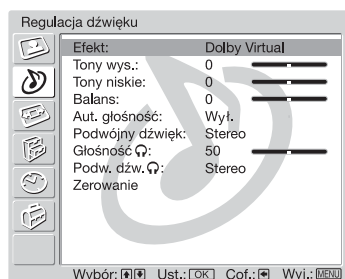 Regulacja dźwięku
Efekt: Dolby Virtual
Tony wys.: 0
Tony niskie: 0
Balans: 0
Aut. głośność: Wył.
Podwójny dźwięk: Stereo
Głośność 🎧: 50
Podw. dźw. 🎧: Stereo
Zerowanie
Wybór: Ust.: OK Cof.: Wyj.: MENU